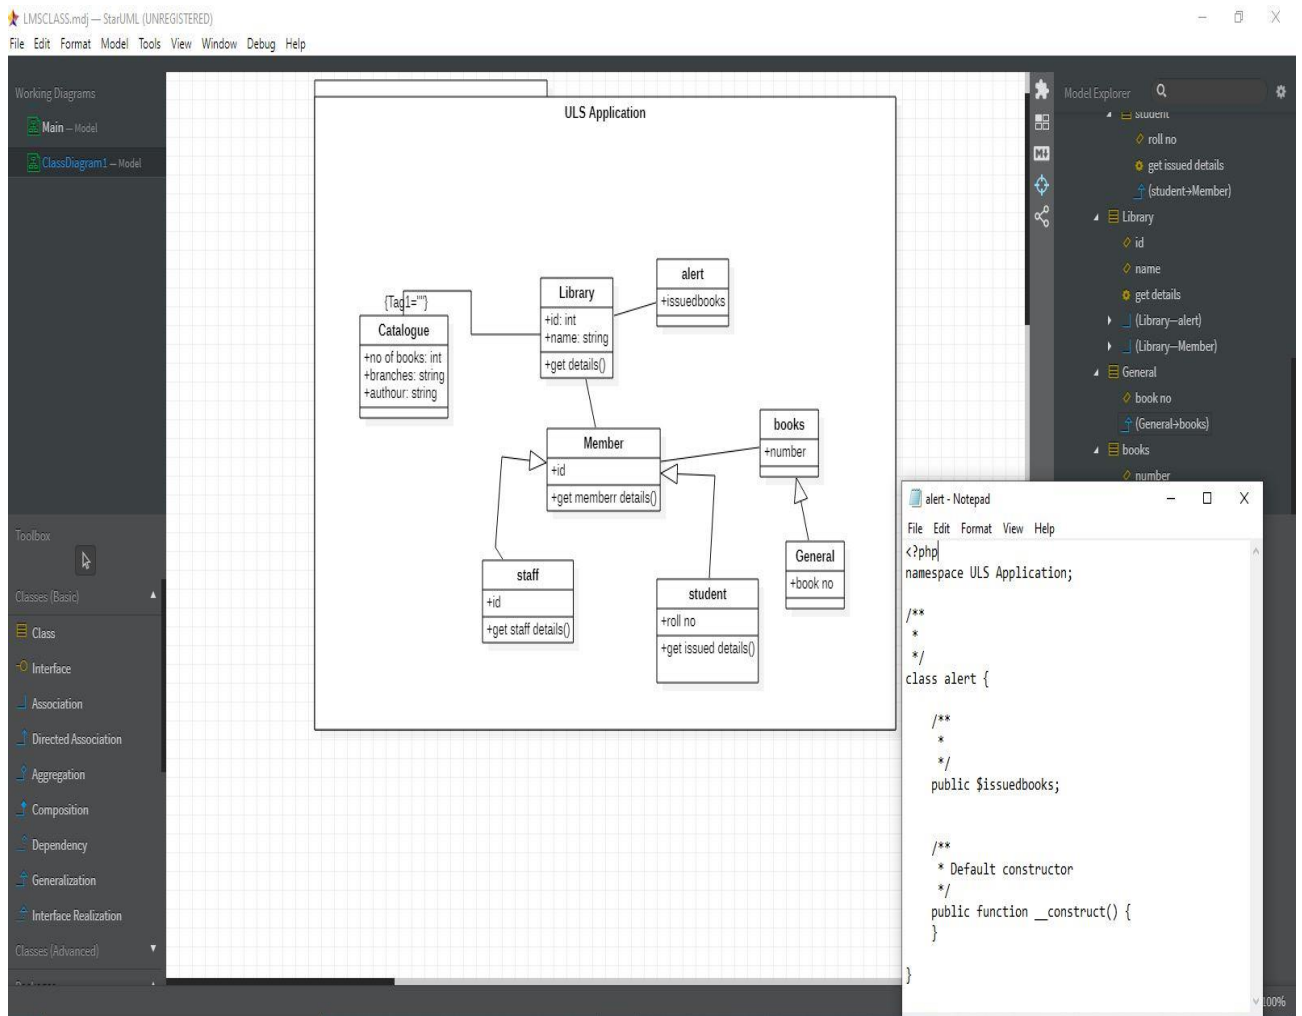 LMSCLASS.mdj — StarUML (UNREGISTERED)
File Edit Format Model Tools View Window Debug Help
Working Diagrams
Main — Model
ClassDiagram1 — Model
Toolbox
Classes (Basic)
Class
Interface
Association
Directed Association
Aggregation
Composition
Dependency
Generalization
Interface Realization
Classes (Advanced)
ULS Application
{Tag1=""}
Catalogue
+no of books: int
+branches: string
+authour: string
Library
+id: int
+name: string
+get details()
alert
+issuedbooks
Member
+id
+get memberr details()
books
+number
staff
+id
+get staff details()
student
+roll no
+get issued details()
General
+book no
Model Explorer
student
roll no
get issued details
(student→Member)
Library
id
name
get details
(Library—alert)
(Library—Member)
General
book no
(General→books)
books
number
alert - Notepad
File Edit Format View Help
<?php
namespace ULS Application;
/**
*
*/
class alert {
/**
*
*/
public $issuedbooks;
/**
* Default constructor
*/
public function __construct() {
}
}
100%